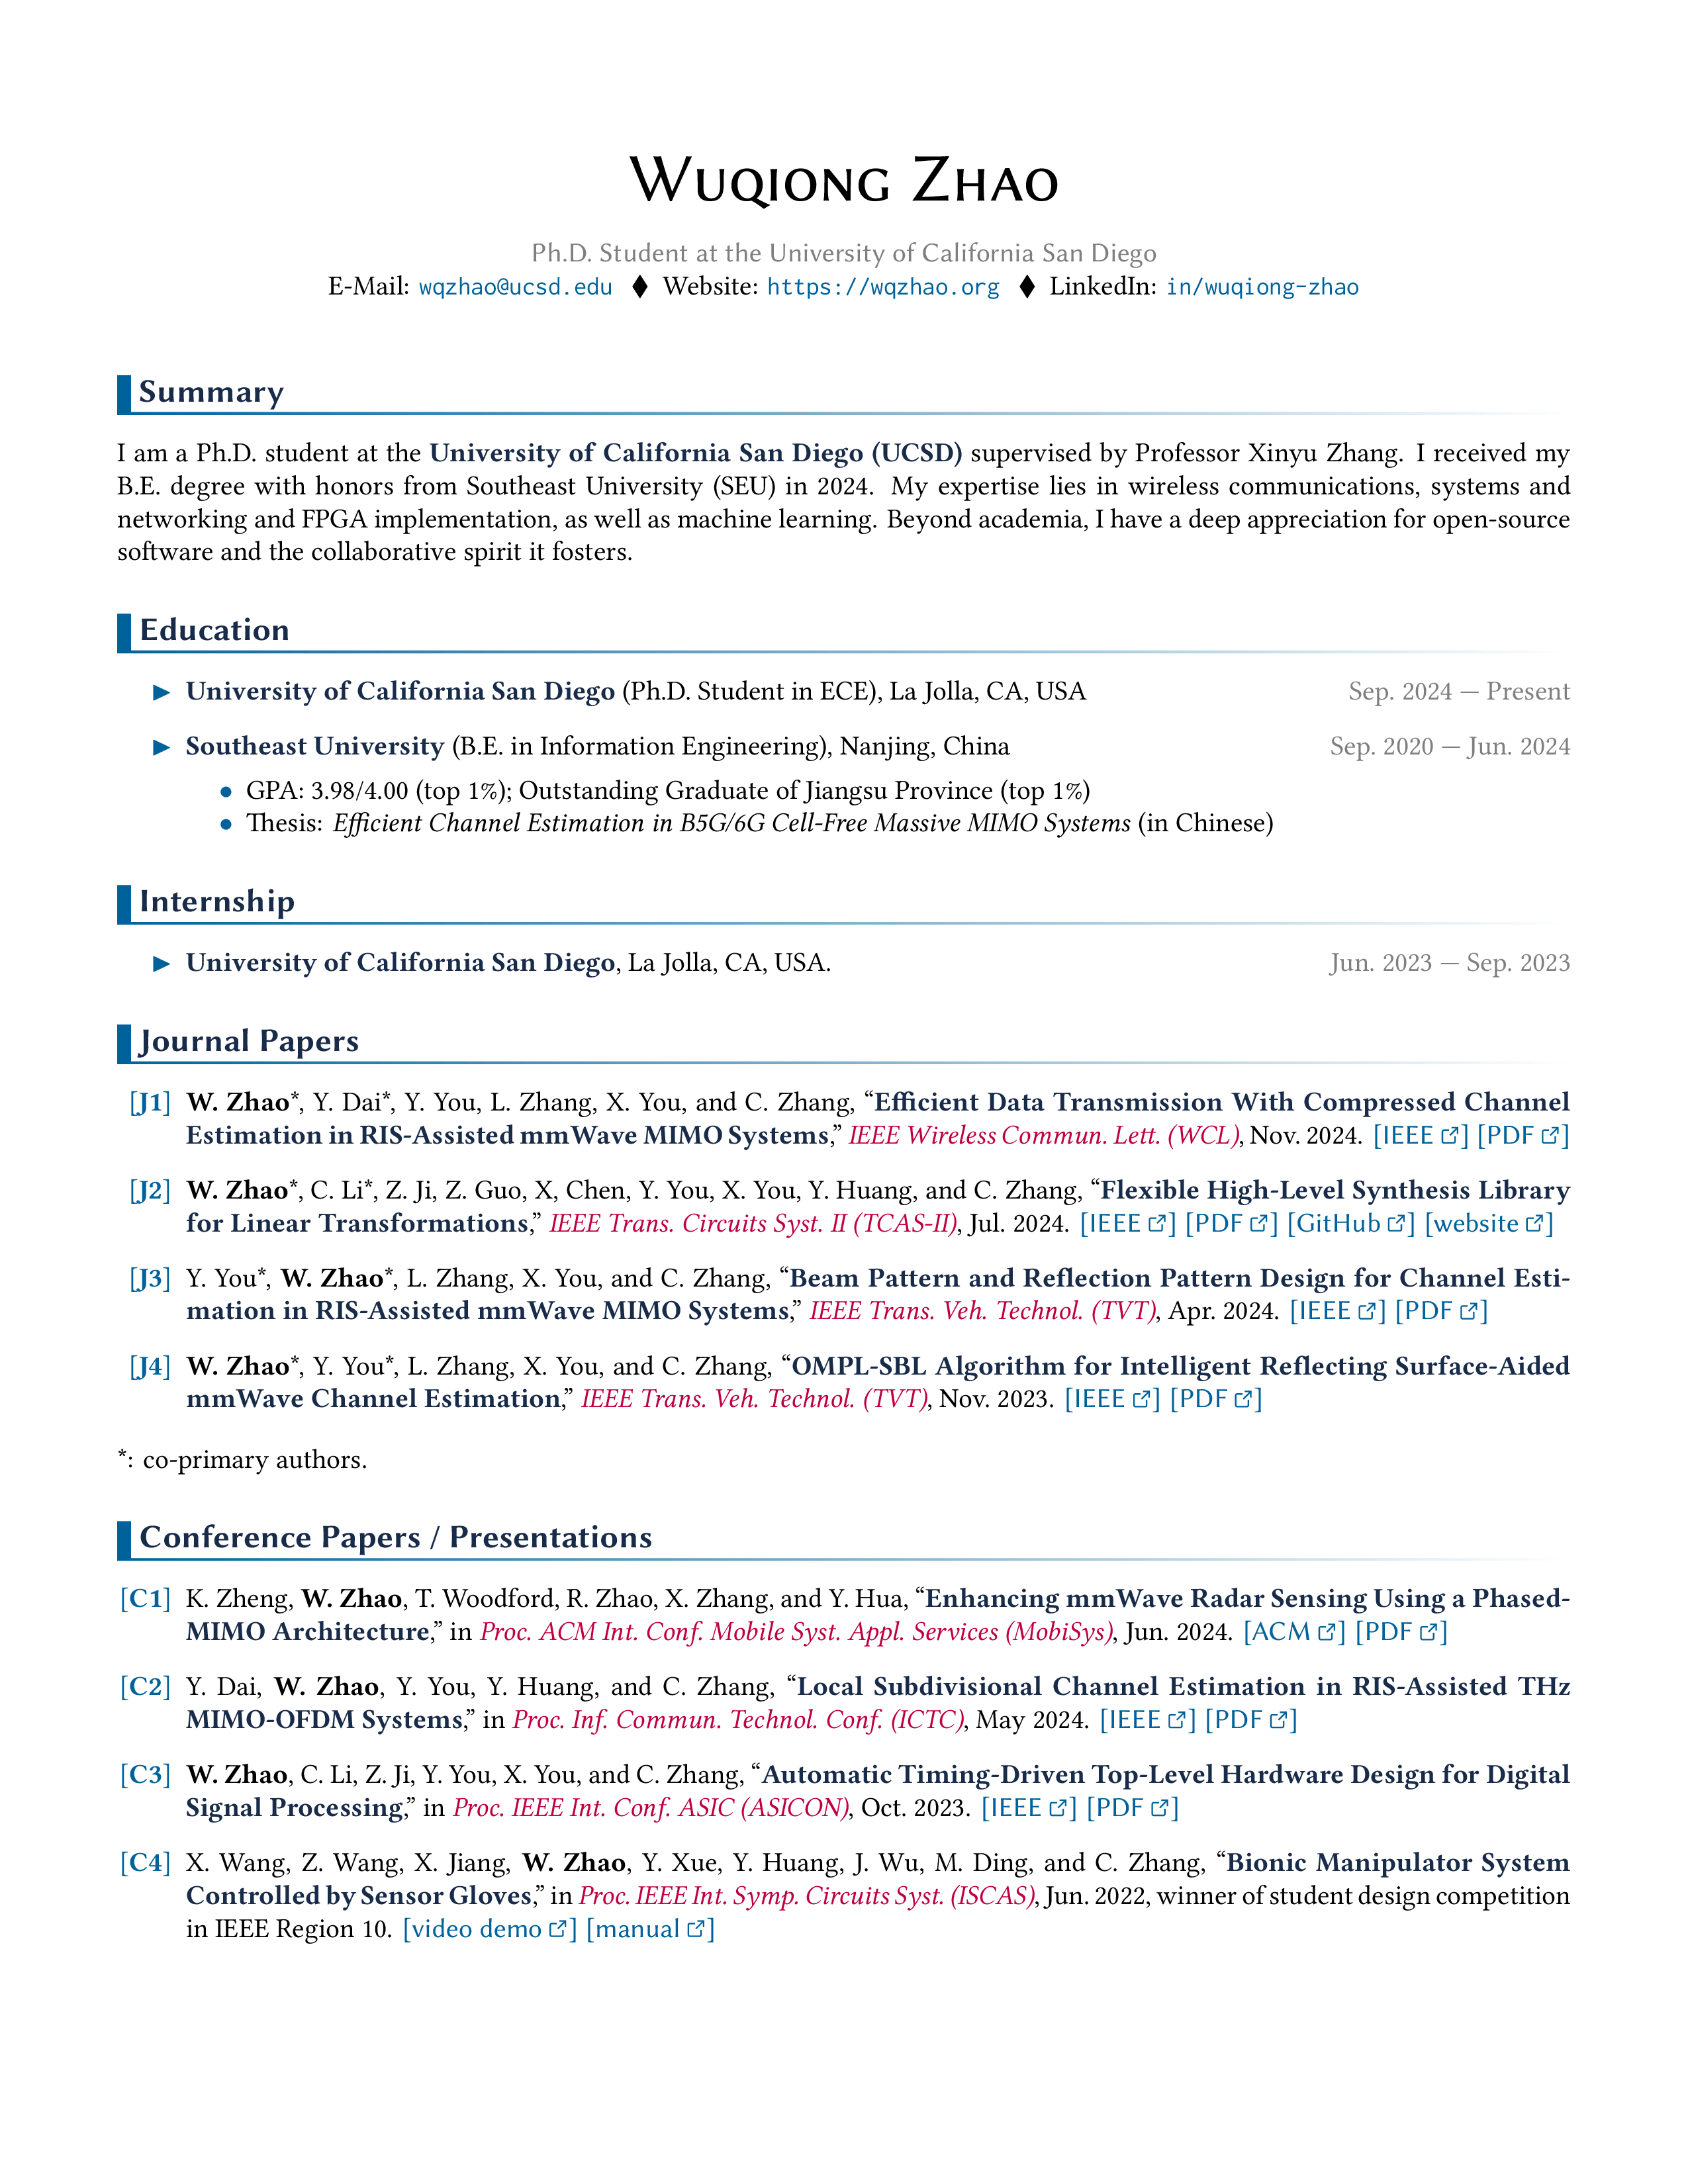 Wuqiong Zhao
Ph.D. Student at the University of California San Diego
E-Mail: wqzhao@ucsd.edu ♦ Website: https://wqzhao.org ♦ LinkedIn: in/wuqiong-zhao
Summary
I am a Ph.D. student at the University of California San Diego (UCSD) supervised by Professor Xinyu Zhang. I received my
B.E. degree with honors from Southeast University (SEU) in 2024. My expertise lies in wireless communications, systems and
networking and FPGA implementation, as well as machine learning. Beyond academia, I have a deep appreciation for open-source
software and the collaborative spirit it fosters.
Education
▶ University of California San Diego (Ph.D. Student in ECE), La Jolla, CA, USA Sep. 2024 — Present
▶ Southeast University (B.E. in Information Engineering), Nanjing, China Sep. 2020 — Jun. 2024
• GPA: 3.98/4.00 (top 1%); Outstanding Graduate of Jiangsu Province (top 1%)
• Thesis: Efficient Channel Estimation in B5G/6G Cell-Free Massive MIMO Systems (in Chinese)
Internship
▶ University of California San Diego, La Jolla, CA, USA. Jun. 2023 — Sep. 2023
Journal Papers
[J1] W. Zhao*, Y. Dai*, Y. You, L. Zhang, X. You, and C. Zhang, “Efficient Data Transmission With Compressed Channel
Estimation in RIS-Assisted mmWave MIMO Systems,” IEEE Wireless Commun. Lett. (WCL), Nov. 2024. [IEEE] [PDF]
[J2] W. Zhao*, C. Li*, Z. Ji, Z. Guo, X, Chen, Y. You, X. You, Y. Huang, and C. Zhang, “Flexible High-Level Synthesis Library
for Linear Transformations,” IEEE Trans. Circuits Syst. II (TCAS-II), Jul. 2024. [IEEE] [PDF] [GitHub] [website]
[J3] Y. You*, W. Zhao*, L. Zhang, X. You, and C. Zhang, “Beam Pattern and Reflection Pattern Design for Channel Esti-
mation in RIS-Assisted mmWave MIMO Systems,” IEEE Trans. Veh. Technol. (TVT), Apr. 2024. [IEEE] [PDF]
[J4] W. Zhao*, Y. You*, L. Zhang, X. You, and C. Zhang, “OMPL-SBL Algorithm for Intelligent Reflecting Surface-Aided
mmWave Channel Estimation,” IEEE Trans. Veh. Technol. (TVT), Nov. 2023. [IEEE] [PDF]
*: co-primary authors.
Conference Papers / Presentations
[C1] K. Zheng, W. Zhao, T. Woodford, R. Zhao, X. Zhang, and Y. Hua, “Enhancing mmWave Radar Sensing Using a Phased-
MIMO Architecture,” in Proc. ACM Int. Conf. Mobile Syst. Appl. Services (MobiSys), Jun. 2024. [ACM] [PDF]
[C2] Y. Dai, W. Zhao, Y. You, Y. Huang, and C. Zhang, “Local Subdivisional Channel Estimation in RIS-Assisted THz
MIMO-OFDM Systems,” in Proc. Inf. Commun. Technol. Conf. (ICTC), May 2024. [IEEE] [PDF]
[C3] W. Zhao, C. Li, Z. Ji, Y. You, X. You, and C. Zhang, “Automatic Timing-Driven Top-Level Hardware Design for Digital
Signal Processing,” in Proc. IEEE Int. Conf. ASIC (ASICON), Oct. 2023. [IEEE] [PDF]
[C4] X. Wang, Z. Wang, X. Jiang, W. Zhao, Y. Xue, Y. Huang, J. Wu, M. Ding, and C. Zhang, “Bionic Manipulator System
Controlled by Sensor Gloves,” in Proc. IEEE Int. Symp. Circuits Syst. (ISCAS), Jun. 2022, winner of student design competition
in IEEE Region 10. [video demo] [manual]